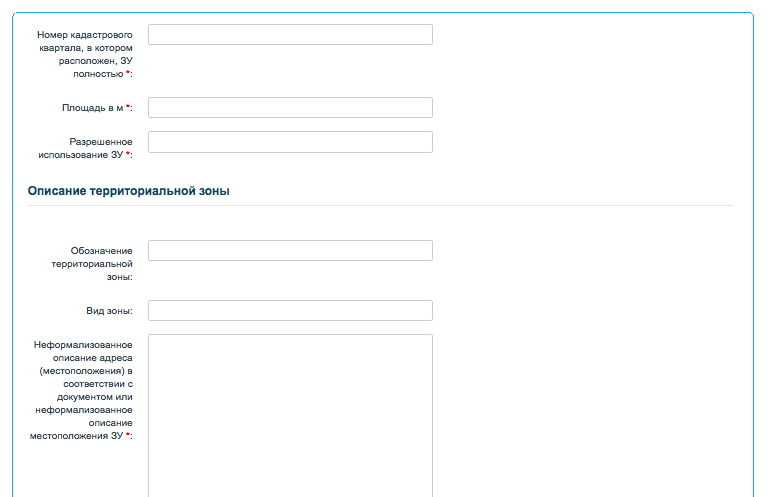 Номер кадастрового
квартала, в котором
расположен, ЗУ
полностью *:
Площадь в м *:
Разрешенное
использование ЗУ *:
Описание территориальной зоны
Обозначение
территориальной
зоны:
Вид зоны:
Неформализованное
описание адреса
(местоположения) в
соответствии с
документом или
неформализованное
описание
местоположения ЗУ *: